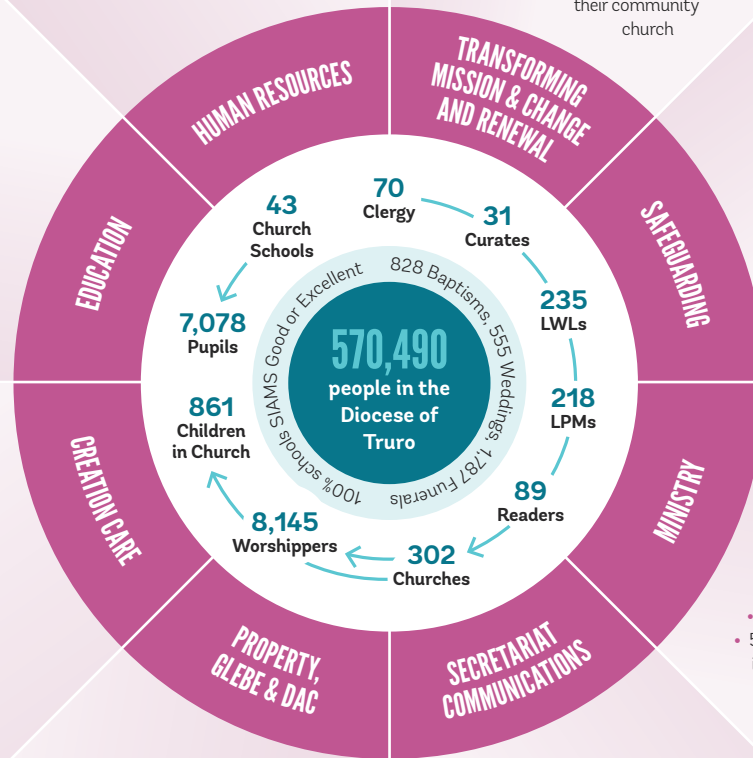 their community
church
HUMAN RESOURCES
TRANSFORMING
MISSION & CHANGE
AND RENEWAL
SAFEGUARDING
MINISTRY
SECRETARIAT
COMMUNICATIONS
PROPERTY,
GLEBE & DAC
CREATION CARE
EDUCATION
70
Clergy
31
Curates
235
LWLs
218
LPMs
89
Readers
302
Churches
8,145
Worshippers
861
Children
in Church
43
Church
Schools
7,078
Pupils
828 Baptisms, 555 Weddings, 1,787 Funerals
100% schools SIAMS Good or Excellent
570,490
people in the
Diocese of
Truro